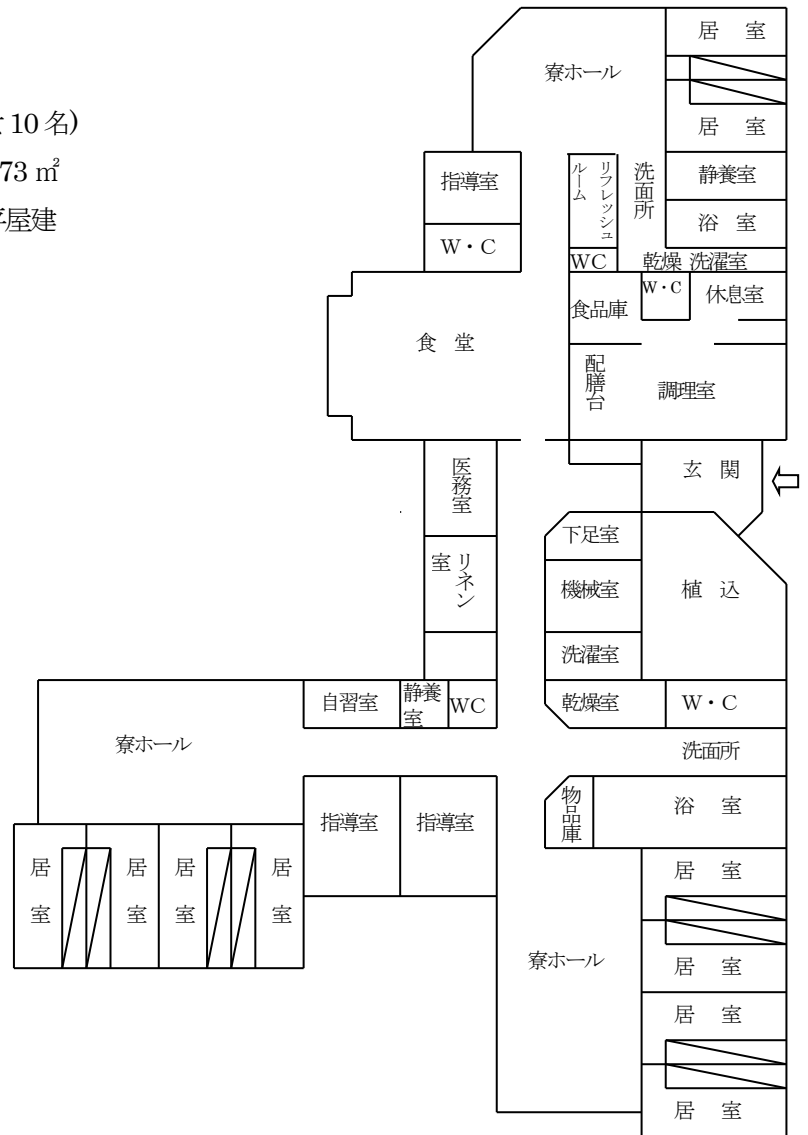 居　室
寮ホール
10 名)
居　室
73 ㎡
指導室
リフレッシュ
ルーム
洗面所
静養室
屋建
浴　室
W・C
WC
乾燥 洗濯室
食品庫
W・C
休息室
食　堂
配膳台
調理室
医務室
玄　関
下足室
リネン
室
機械室
植　込
洗濯室
自習室
静養
室
WC
乾燥室
W・C
寮ホール
洗面所
指導室
指導室
物品庫
浴　室
居室
居室
居室
居室
居　室
寮ホール
居　室
居　室
居　室